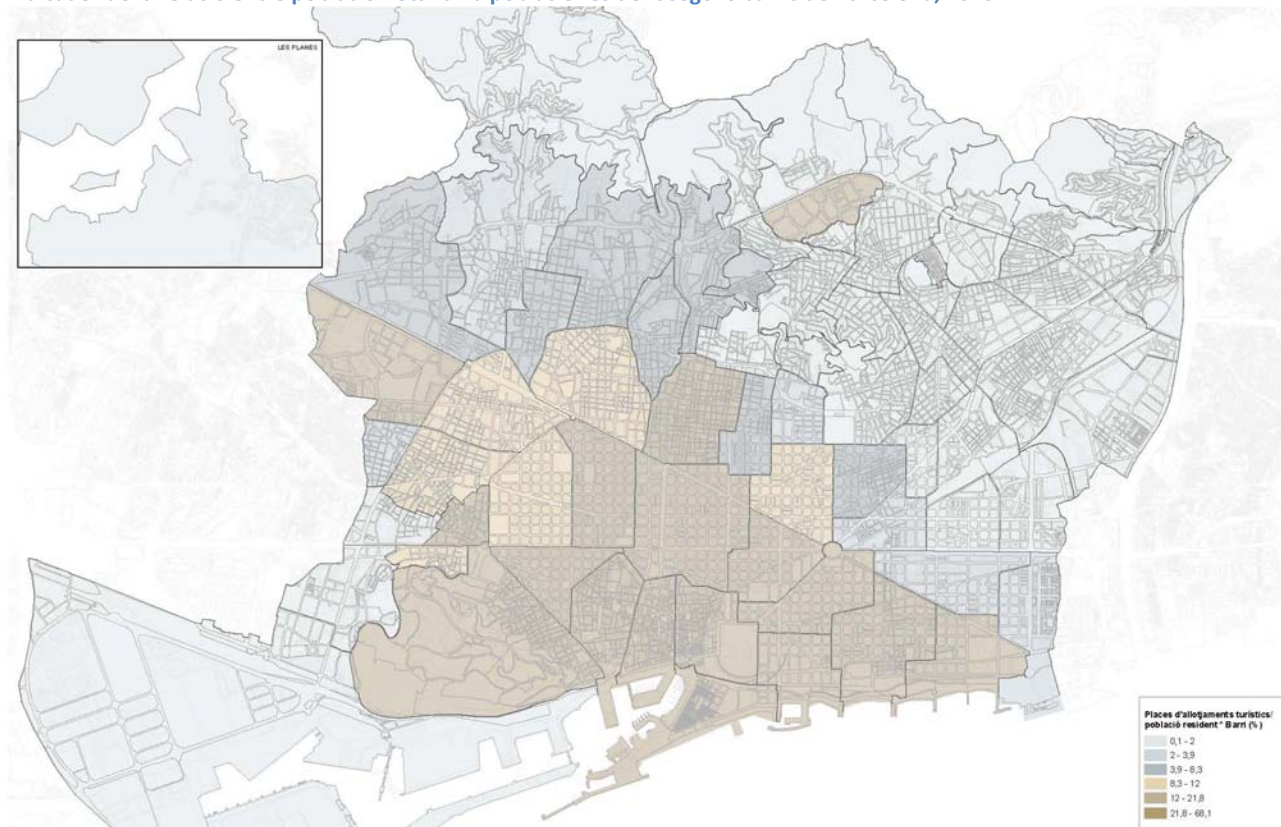 LES PLANES
Places d'allotjaments turístics/
població resident * Barri (%)
0,1 - 2
2 - 3,9
3,9 - 8,3
8,3 - 12
12 - 21,8
21,8 - 68,1